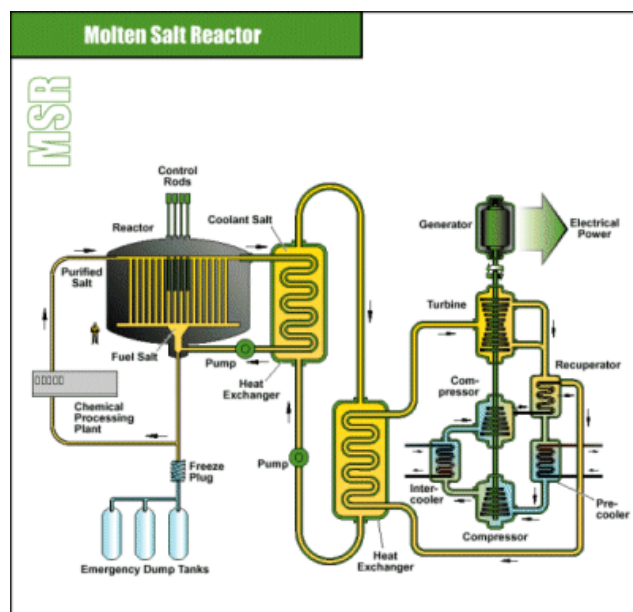 Molten Salt Reactor
MSR
Control
Rods
Reactor
Coolant Salt
Purified
Salt
Fuel Salt
Pump
Heat
Exchanger
Chemical
Processing
Plant
Freeze
Plug
Emergency Dump Tanks
Pump
Heat
Exchanger
Generator
Electrical
Power
Turbine
Recuperator
Com-
pressor
Inter-
cooler
Pre-
cooler
Compressor